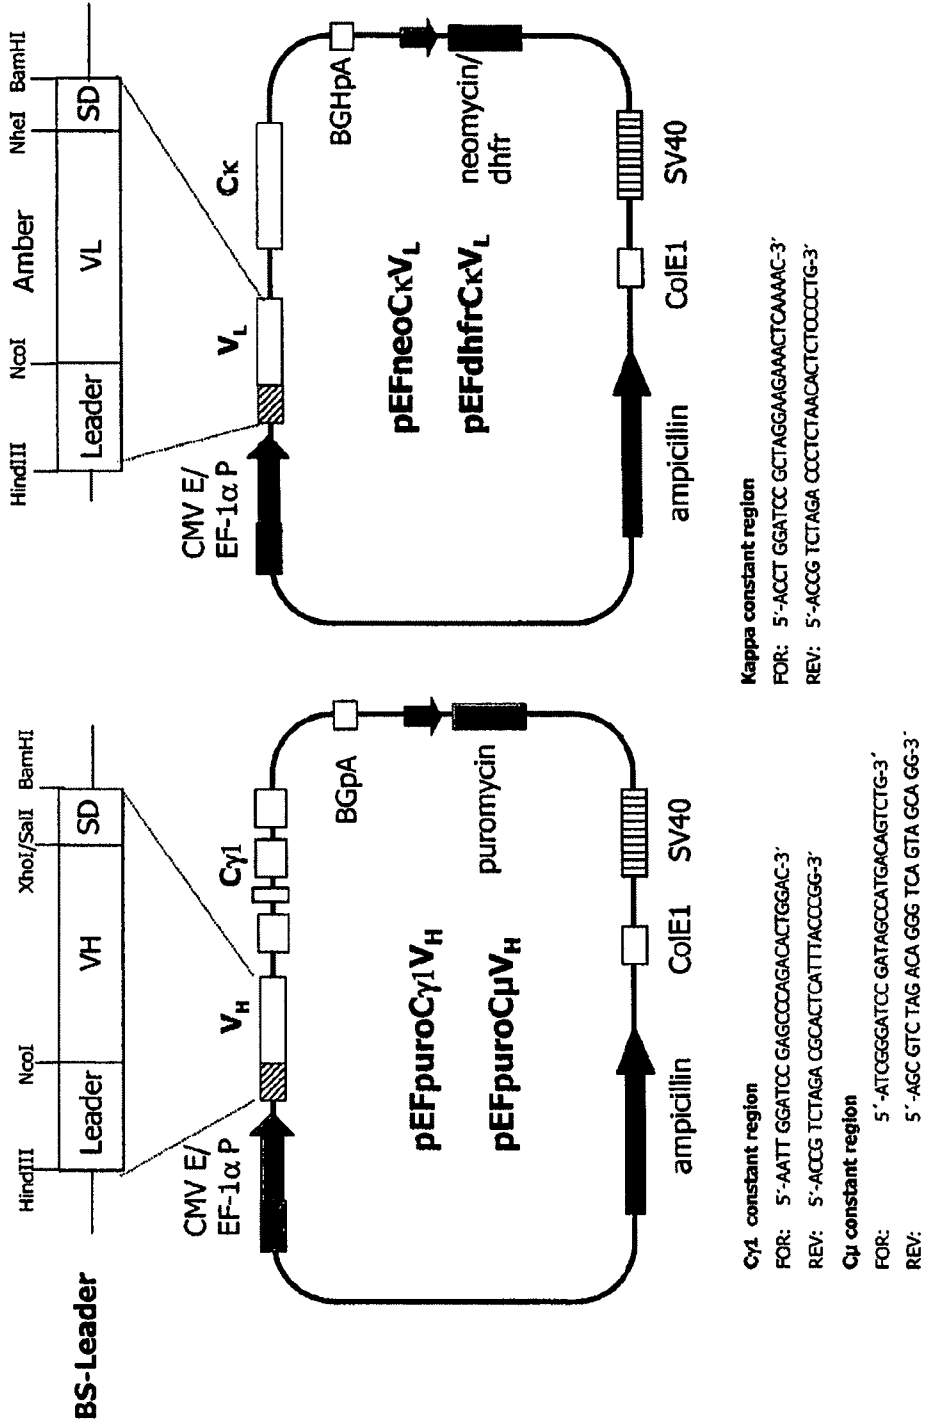 BS-Leader
HindIII
NcoI
XhoI/SalI
BamHI
Leader
VH
SD
CMV E/
EF-1α P
VH
Cγ1
BGpA
pEFpuroCγ1VH
pEFpuroCμVH
puromycin
ampicillin
ColE1
SV40
HindIII
NcoI
Amber
NheI
BamHI
Leader
VL
SD
CMV E/
EF-1α P
VL
Cκ
BGHpA
pEFneoCκVL
pEFdhfrCκVL
neomycin/
dhfr
ampicillin
ColE1
SV40
Cγ1 constant region
FOR: 5´-AATT GGATCC GAGCCCAGACACTGGAC-3´
REV: 5´-ACCG TCTAGA CGCACTCATTTACCCGG-3´
Cμ constant region
FOR: 5´-ATCGGGATCC GATAGCCATGACAGTCTG-3´
REV: 5´-AGC GTC TAG ACA GGG TCA GTA GCA GG-3´
Kappa constant region
FOR: 5´-ACCT GGATCC GCTAGGAAGAAACTCAAAAC-3´
REV: 5´-ACCG TCTAGA CCCTCTAACACTCTCCCCTG-3´